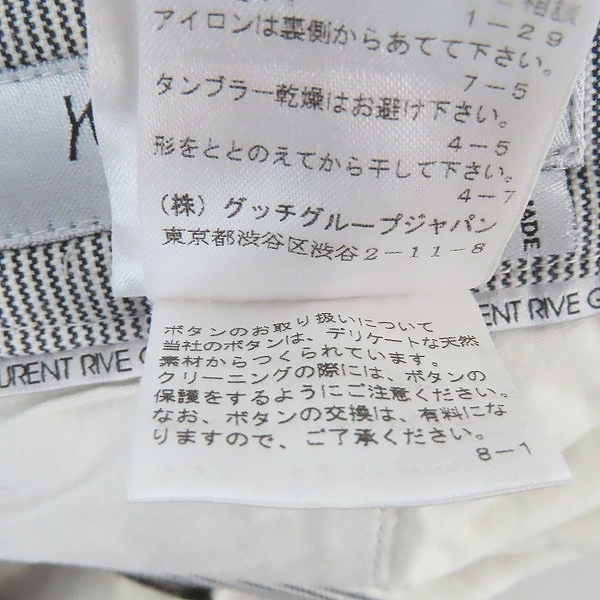 ご相談
1-29
アイロンは裏側からあてて下さい。
7-5
タンブラー乾燥はお避け下さい。
4-5
形をととのえてから干して下さい。
4-7
(株) グッチグループジャパン
東京都渋谷区渋谷2-11-8
ADE
URENT RIVE G
ENT RIVE G
ボタンのお取り扱いについて
当社のボタンは、デリケートな天然
素材からつくられています。
クリーニングの際には、ボタンの
保護をするようにご注意ください。
なお、ボタンの交換は、有料にな
りますので、ご了承ください。
8-1